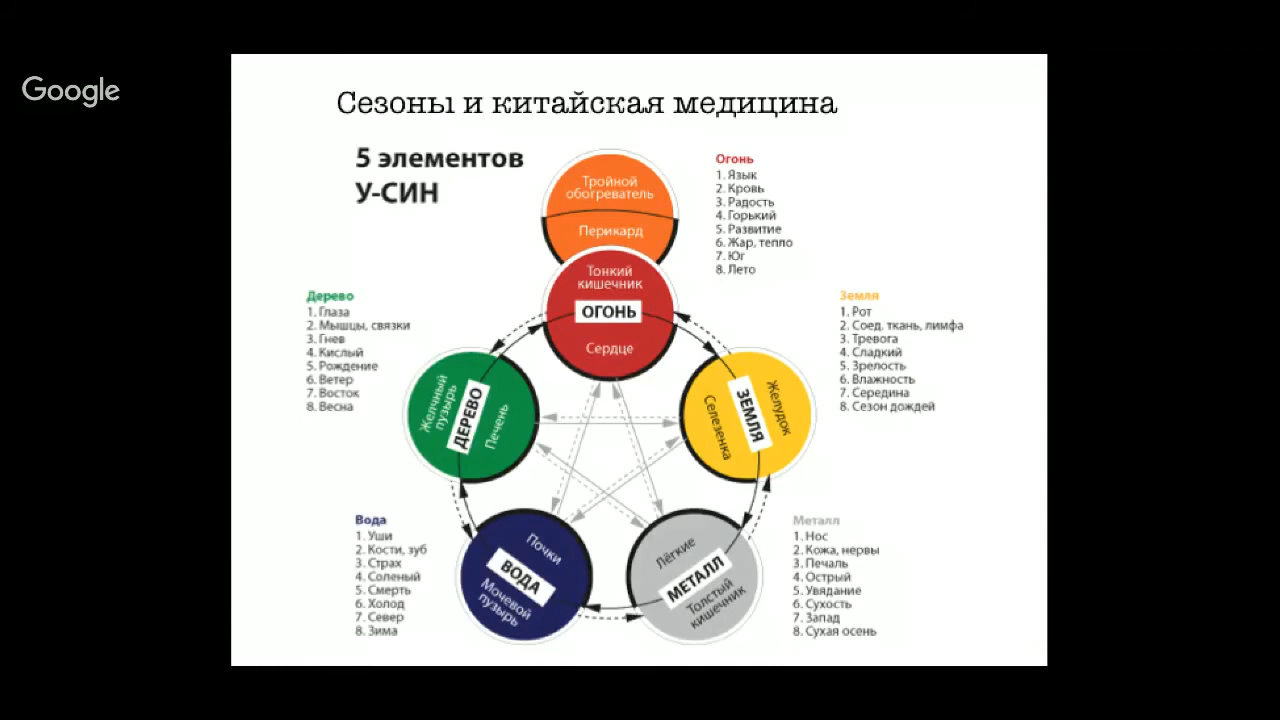 Google
Сезоны и китайская медицина
5 элементов
У-СИН
Тройной
обогреватель
Перикард
Тонкий
кишечник
ОГОНЬ
Сердце
Огонь
1. Язык
2. Кровь
3. Радость
4. Горький
5. Развитие
6. Жар, тепло
7. Юг
8. Лето
Дерево
1. Глаза
2. Мышцы, связки
3. Гнев
4. Кислый
5. Рождение
6. Ветер
7. Восток
8. Весна
Желчный
пузырь
ДЕРЕВО
Печень
Желудок
ЗЕМЛЯ
Селезенка
Земля
1. Рот
2. Соед. ткань, лимфа
3. Тревога
4. Сладкий
5. Зрелость
6. Влажность
7. Середина
8. Сезон дождей
Вода
1. Уши
2. Кости, зуб
3. Страх
4. Соленый
5. Смерть
6. Холод
7. Север
8. Зима
Почки
ВОДА
Мочевой
пузырь
Лёгкие
МЕТАЛЛ
Толстый
кишечник
Металл
1. Нос
2. Кожа, нервы
3. Печаль
4. Острый
5. Увядание
6. Сухость
7. Запад
8. Сухая осень